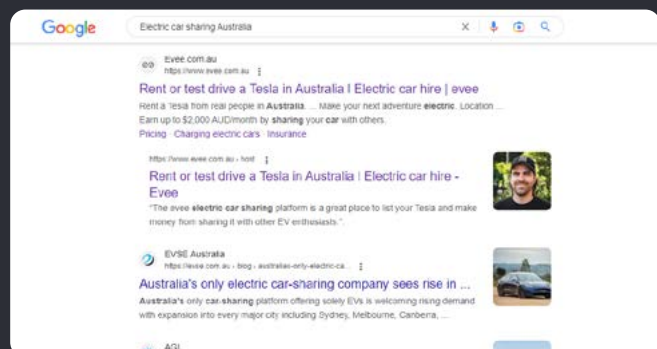 Google
Electric car sharing Australia
Evee.com.au
https://www.evee.com.au
Rent or test drive a Tesla in Australia | Electric car hire | evee
Rent a Tesla from real people in Australia. ... Make your next adventure electric. Location ...
Earn up to $2,000 AUD/month by sharing your car with others.
Pricing · Charging electric cars · Insurance
https://www.evee.com.au › host
Rent or test drive a Tesla in Australia | Electric car hire -
Evee
"The evee electric car sharing platform is a great place to list your Tesla and make
money from sharing it with other EV enthusiasts.".
EVSE Australia
https://evse.com.au › blog › australias-only-electric-ca...
Australia's only electric car-sharing company sees rise in ...
Australia's only car-sharing platform offering solely EVs is welcoming rising demand
with expansion into every major city including Sydney, Melbourne, Canberra, ...
AGL